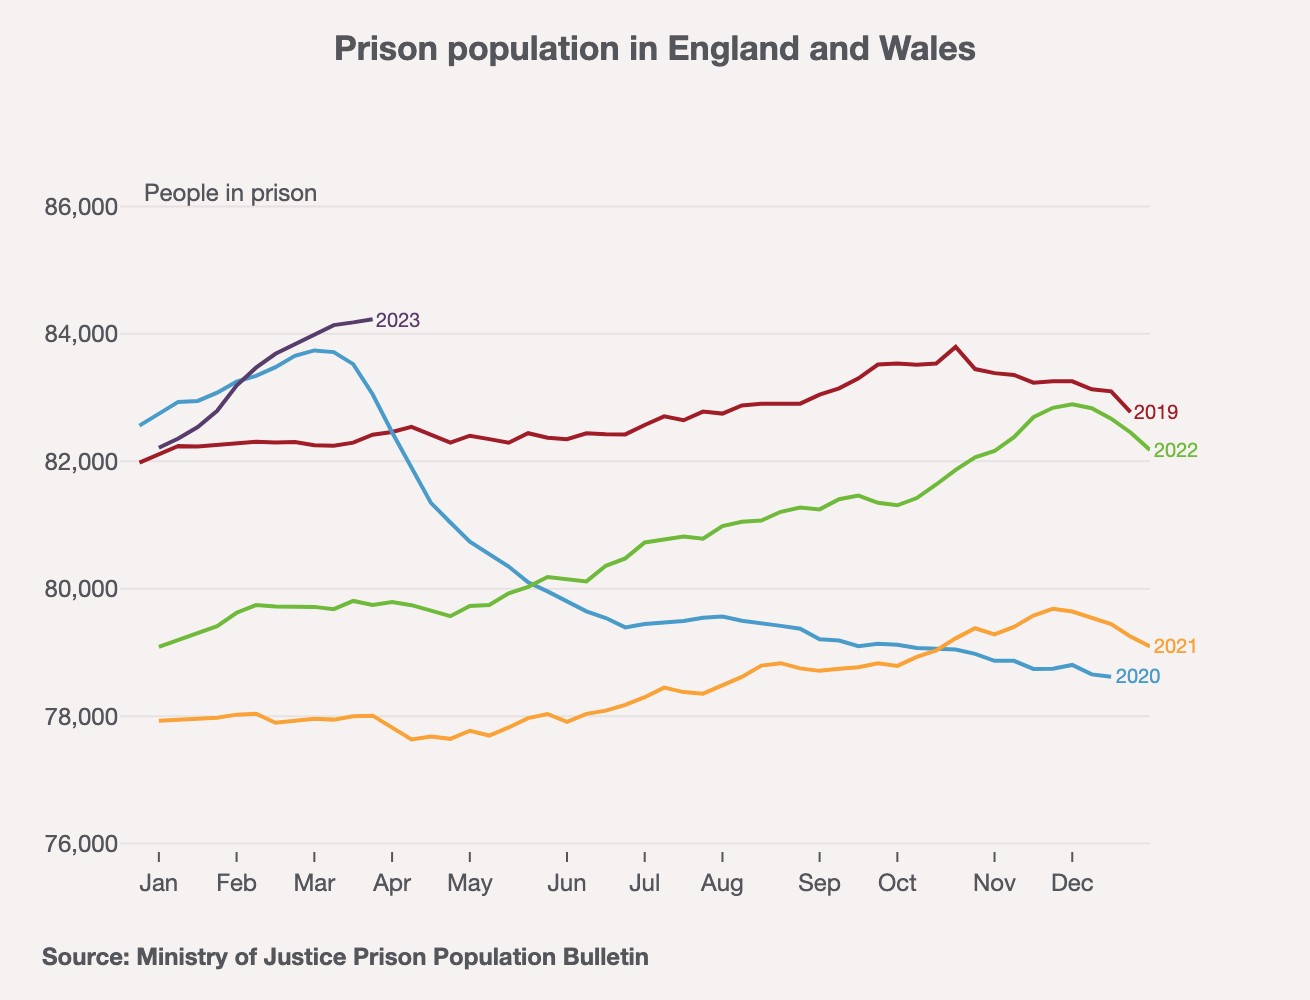 Prison population in England and Wales
People in prison
86,000
84,000
2023
82,000
2019
2022
80,000
2021
2020
78,000
76,000
Jan Feb Mar Apr May Jun Jul Aug Sep Oct Nov Dec
Source: Ministry of Justice Prison Population Bulletin